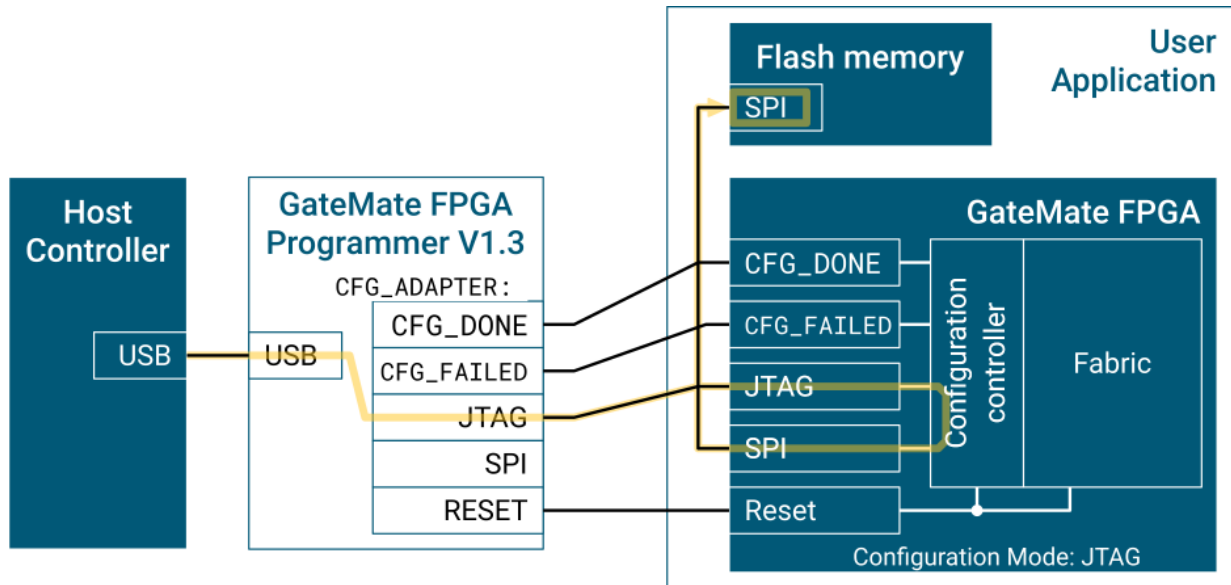 User
Application
Flash memory
SPI
Host
Controller
USB
GateMate FPGA
Programmer V1.3
CFG_ADAPTER:
CFG_DONE
CFG_FAILED
JTAG
SPI
RESET
USB
GateMate FPGA
CFG_DONE
CFG_FAILED
JTAG
SPI
Reset
Configuration
controller
Fabric
Configuration Mode: JTAG